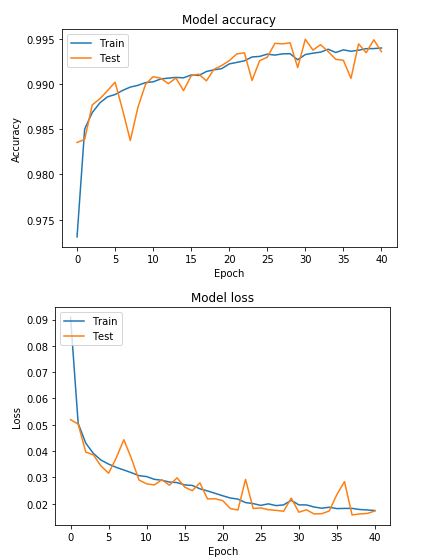 Model accuracy
Train
Test
0.995
0.990
0.985
0.980
0.975
Accuracy
0 5 10 15 20 25 30 35 40
Epoch
Model loss
Train
Test
0.09
0.08
0.07
0.06
0.05
0.04
0.03
0.02
Loss
0 5 10 15 20 25 30 35 40
Epoch